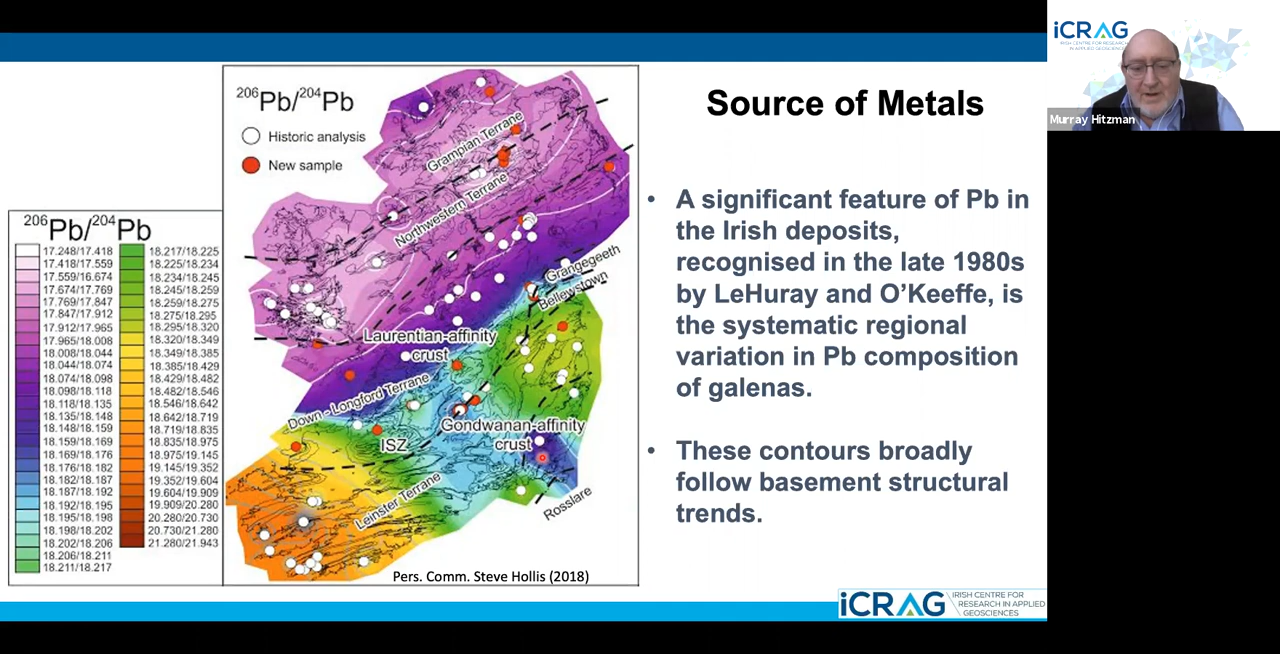 Source of Metals
206Pb/204Pb
Historic analysis
New sample
Grampian Terrane
Northwestern Terrane
Grangegeeth
Bellewstown
Laurentian-affinity
crust
Down - Longford Terrane
ISZ
Gondwanan-affinity
crust
Leinster Terrane
Rosslare
Pers. Comm. Steve Hollis (2018)
206Pb/204Pb
17.248/17.418
17.418/17.559
17.559/16.674
17.674/17.769
17.769/17.847
17.847/17.912
17.912/17.965
17.965/18.008
18.008/18.044
18.044/18.074
18.074/18.098
18.098/18.118
18.118/18.135
18.135/18.148
18.148/18.159
18.159/18.169
18.169/18.176
18.176/18.182
18.182/18.187
18.187/18.192
18.192/18.195
18.195/18.198
18.198/18.202
18.202/18.206
18.206/18.211
18.211/18.217
18.217/18.225
18.225/18.234
18.234/18.245
18.245/18.259
18.259/18.275
18.275/18.295
18.295/18.320
18.320/18.349
18.349/18.385
18.385/18.429
18.429/18.482
18.482/18.546
18.546/18.642
18.642/18.719
18.719/18.835
18.835/18.975
18.975/19.145
19.145/19.352
19.352/19.604
19.604/19.909
19.909/20.280
20.280/20.730
20.730/21.280
21.280/21.943
• A significant feature of Pb in
the Irish deposits,
recognised in the late 1980s
by LeHuray and O’Keeffe, is
the systematic regional
variation in Pb composition
of galenas.
• These contours broadly
follow basement structural
trends.
iCRAG
IRISH CENTRE FOR
RESEARCH IN APPLIED
GEOSCIENCES
iCRAG
IRISH CENTRE FOR RESEARCH
IN APPLIED GEOSCIENCES
Murray Hitzman